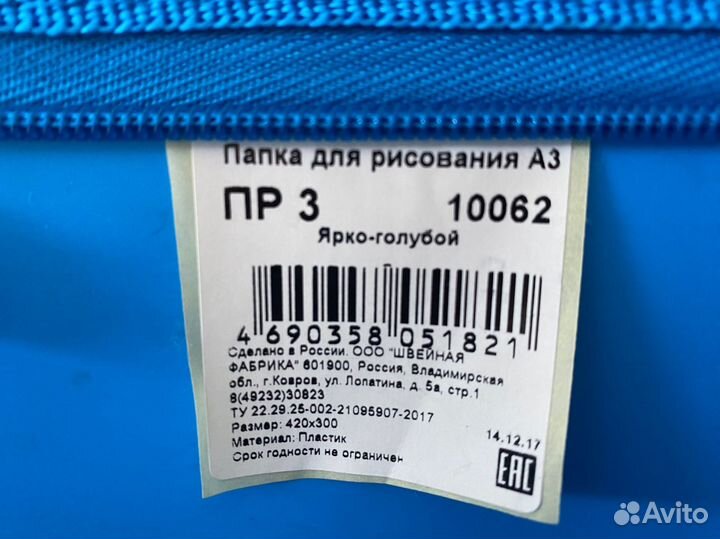 Папка для рисования А3
ПР 3 10062
Ярко-голубой
4 690358 051821
Сделано в России. ООО "ШВЕЙНАЯ
ФАБРИКА" 601900, Россия, Владимирская
обл., г.Ковров, ул. Лопатина, д. 5а, стр.1
8(49232)30823
ТУ 22.29.25-002-21095907-2017
Размер: 420х300
Материал: Пластик
Срок годности не ограничен
14.12.17
EAC
Avito